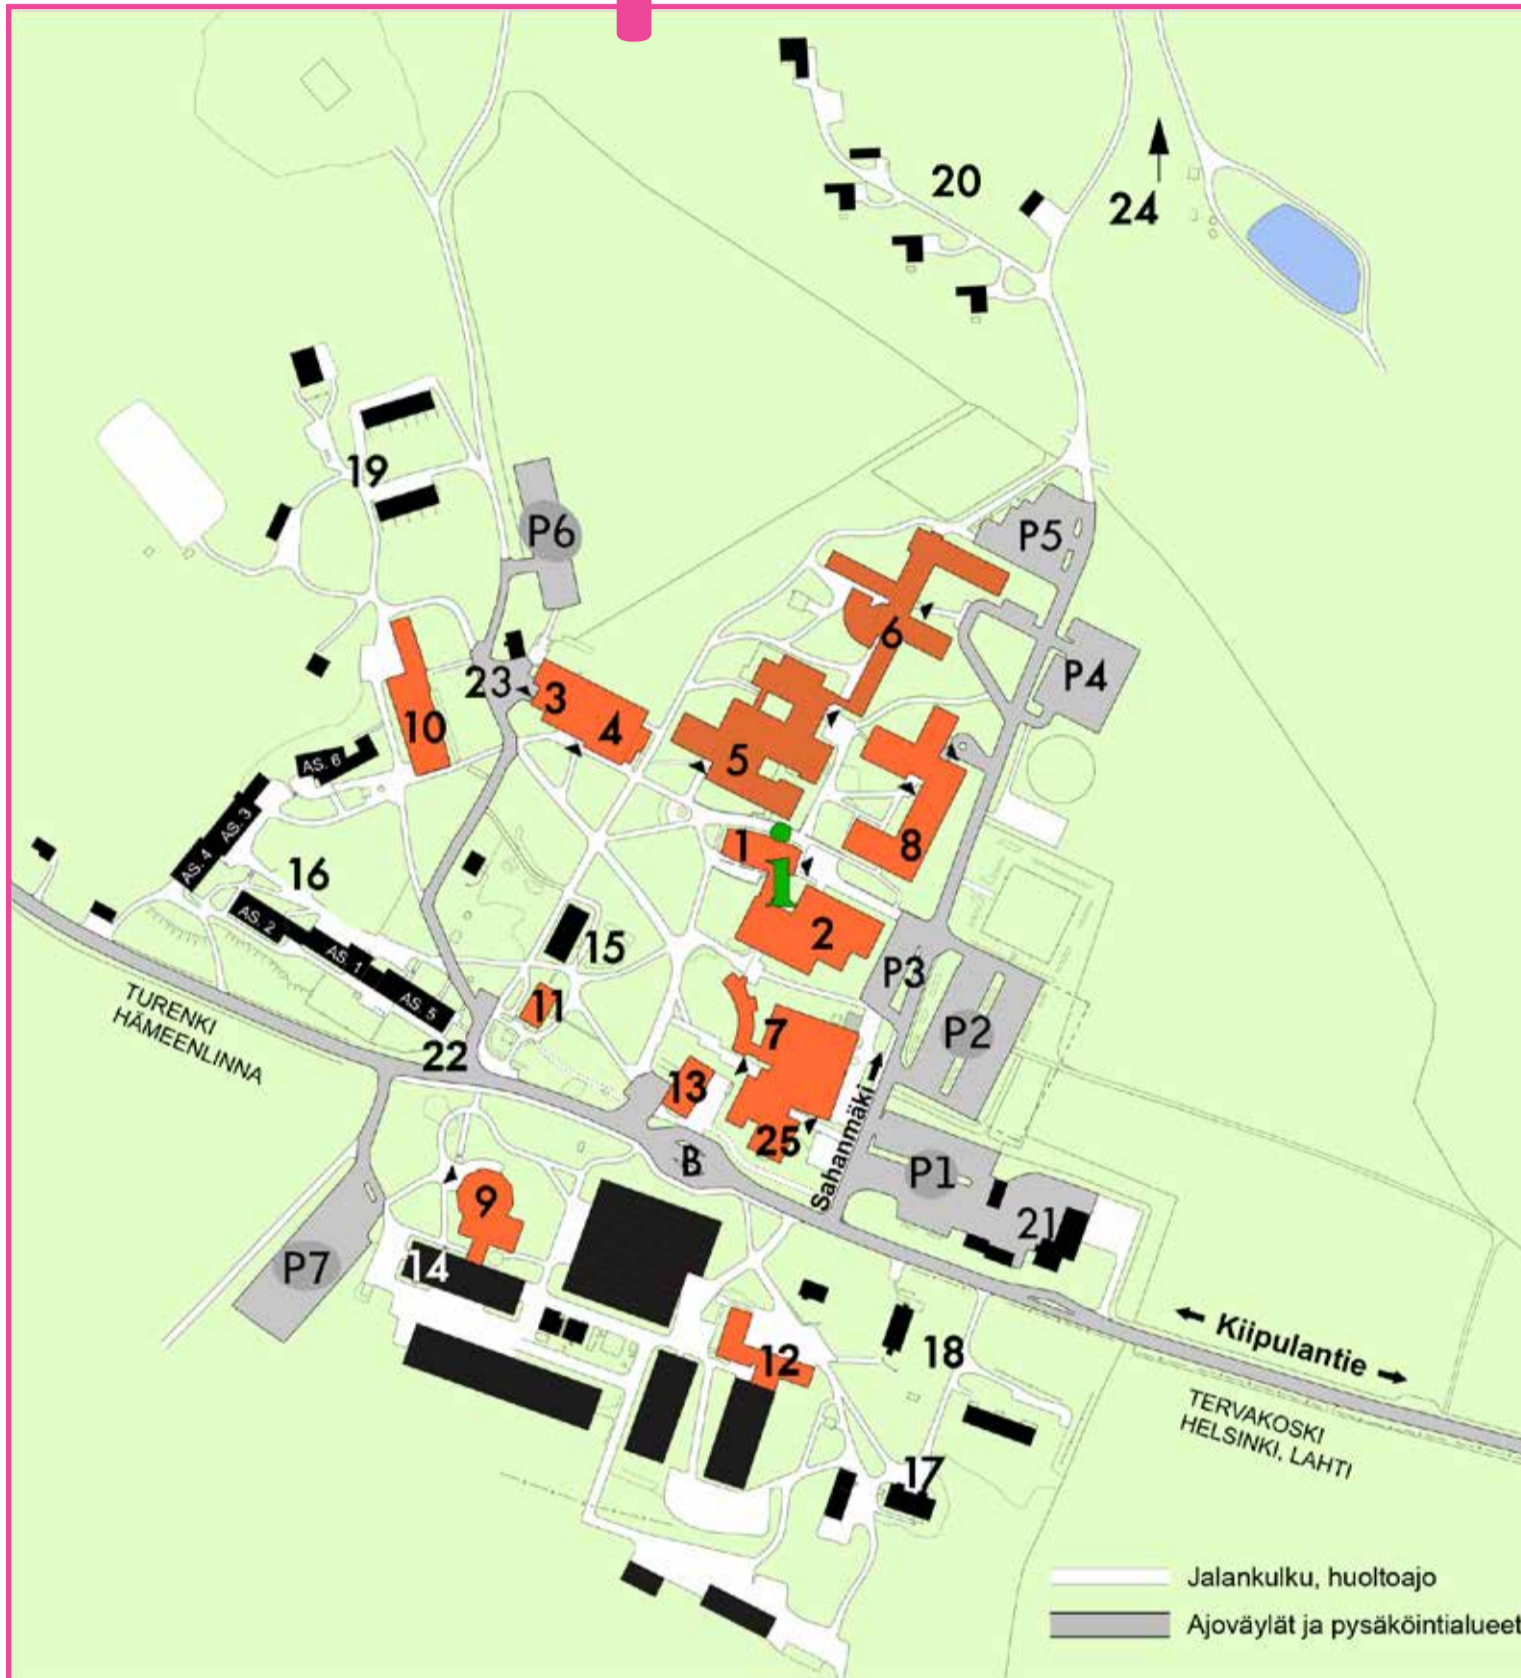 20
24
19
P6
P5
6
P4
23
3
4
10
5
AS. 6
AS. 3
1
i
8
AS. 4
16
AS. 2
15
2
AS. 1
P3
AS. 5
11
TURENKI
HÄMEENLINNA
7
P2
22
13
25
Sahanmäki
B
P1
9
21
P7
14
Kiipulantie
12
18
TERVAKOSKI
HELSINKI, LAHTI
17
Jalankulku, huoltoajo
Ajoväylät ja pysäköintialueet